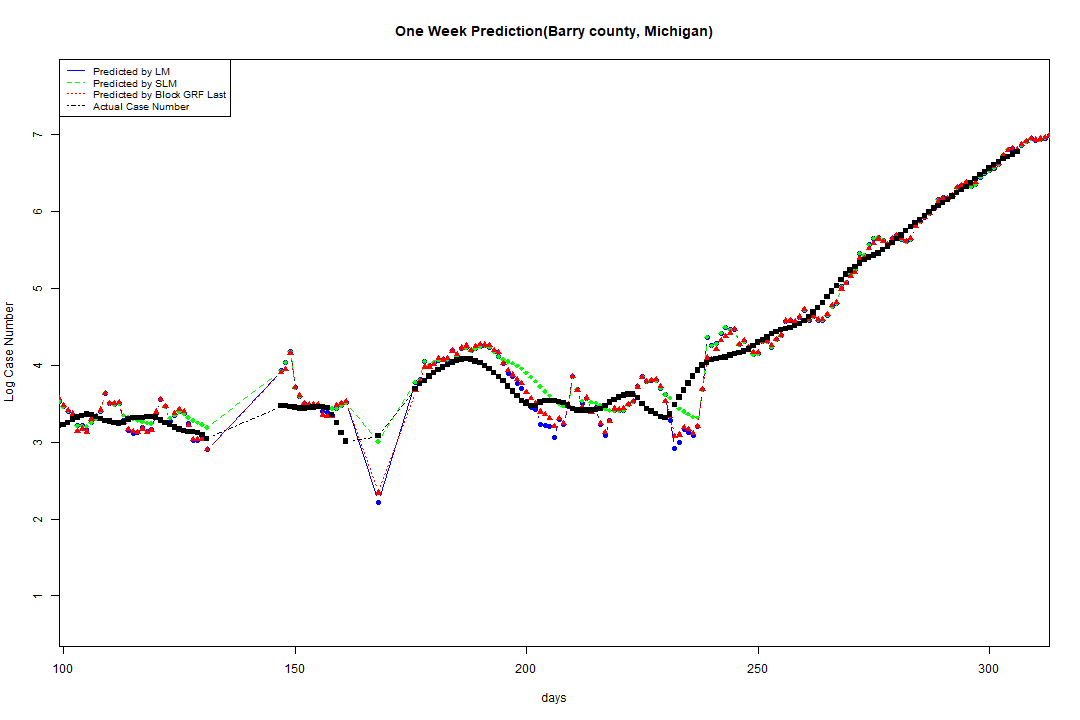 One Week Prediction(Barry county, Michigan)
Predicted by LM
Predicted by SLM
Predicted by Block GRF Last
Actual Case Number
7
6
5
4
3
2
1
Log Case Number
100 150 200 250 300
days